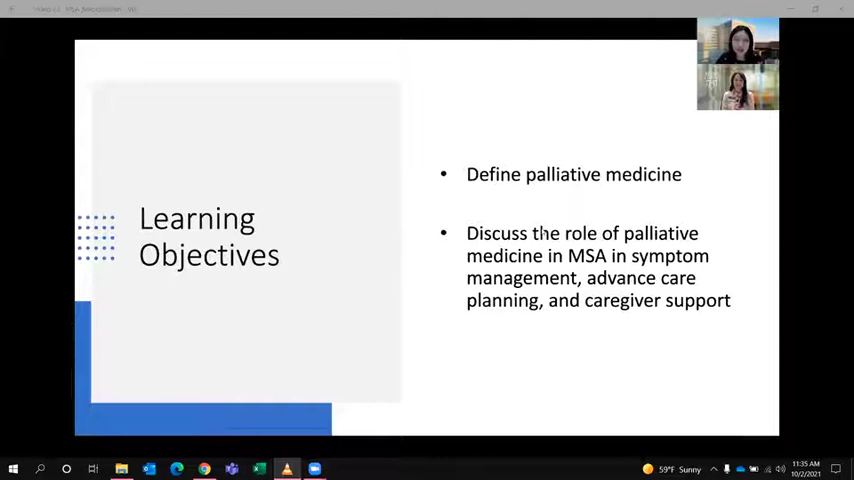 Learning
Objectives
• Define palliative medicine
• Discuss the role of palliative
medicine in MSA in symptom
management, advance care
planning, and caregiver support
59°F Sunny
11:35 AM
10/2/2021